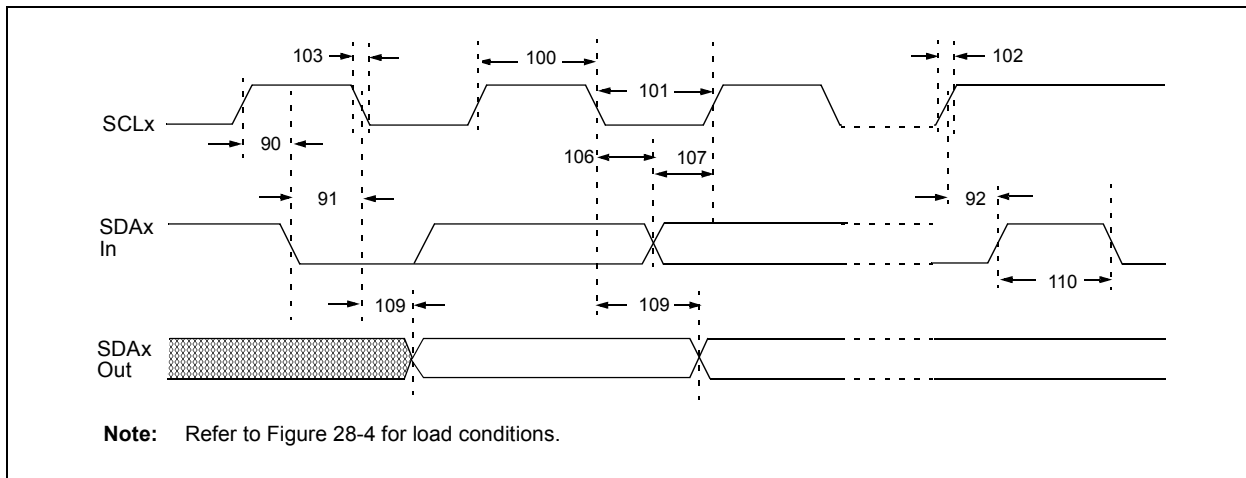 103
100
102
101
SCLx
90
106
107
91
92
SDAx
In
110
109
109
SDAx
Out
Note: Refer to Figure 28-4 for load conditions.